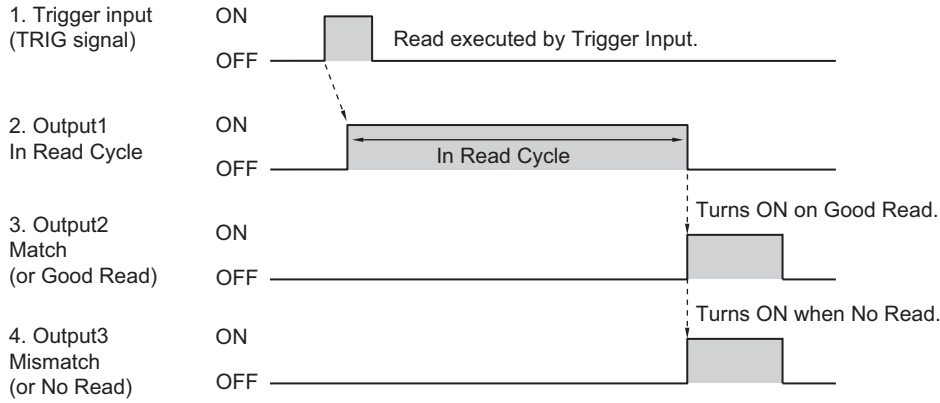 1. Trigger input
(TRIG signal)
ON
OFF
Read executed by Trigger Input.
2. Output1
In Read Cycle
ON
OFF
In Read Cycle
3. Output2
Match
(or Good Read)
ON
OFF
Turns ON on Good Read.
4. Output3
Mismatch
(or No Read)
ON
OFF
Turns ON when No Read.